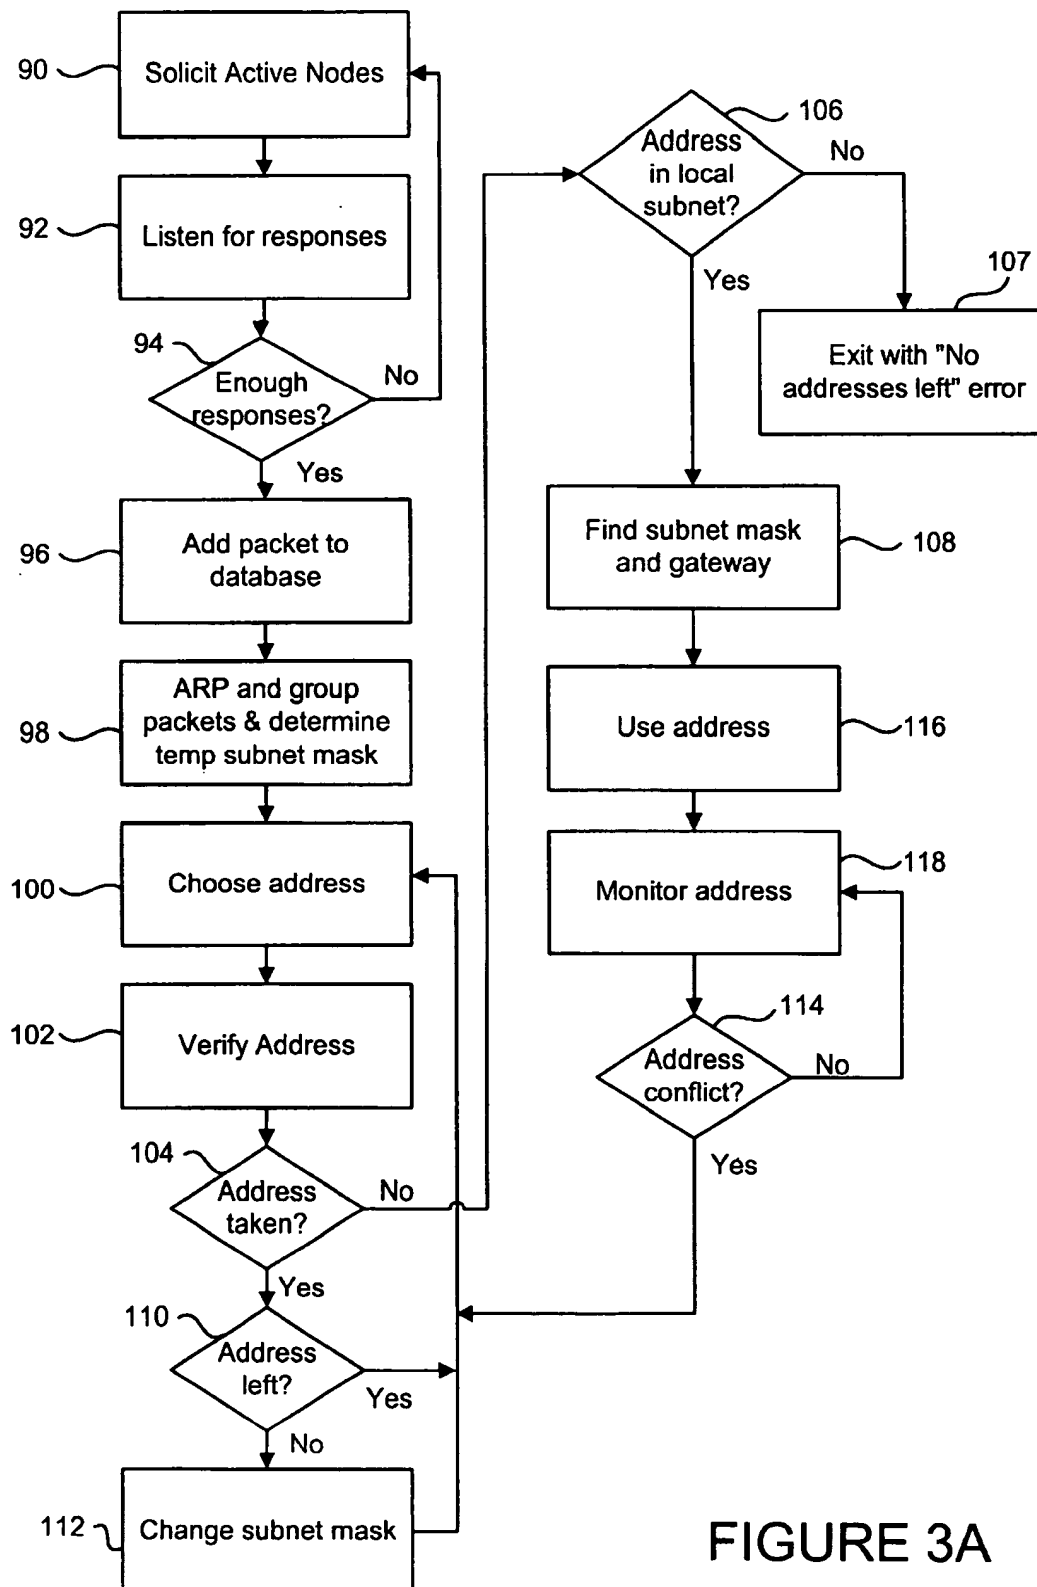 90
Solicit Active Nodes
92
Listen for responses
94
Enough
responses?
No
Yes
96
Add packet to
database
98
ARP and group
packets & determine
temp subnet mask
100
Choose address
102
Verify Address
104
Address
taken?
No
Yes
110
Address
left?
Yes
No
112
Change subnet mask
106
Address
in local
subnet?
No
Yes
107
Exit with "No
addresses left" error
Find subnet mask
and gateway
108
Use address
116
118
Monitor address
114
Address
conflict?
No
Yes
FIGURE 3A